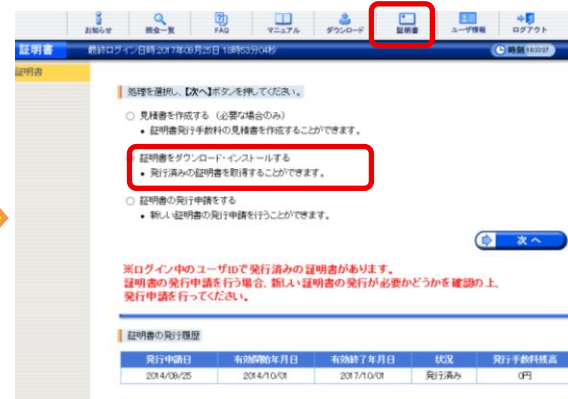 お知らせ 照会一覧 FAQ マニュアル ダウンロード 証明書 ユーザ情報 ログアウト
証明書 最終ログイン日時:2017年09月25日 18時53分04秒 時刻
証明書
処理を選択し、【次へ】ボタンを押してください。
見積書を作成する (必要な場合のみ)
• 証明書発行手数料の見積書を作成することができます。
証明書をダウンロード・インストールする
• 発行済みの証明書を取得することができます。
証明書の発行申請をする
• 新しい証明書の発行申請を行うことができます。
次へ
※ログイン中のユーザIDで発行済みの証明書があります。
証明書の発行申請を行う場合、新しい証明書の発行が必要かどうかを確認の上、
発行申請を行ってください。
証明書の発行履歴
発行申請日 有効開始年月日 有効終了年月日 状況 発行手数料残高
2014/09/25 2014/10/01 2017/10/01 発行済み 0円